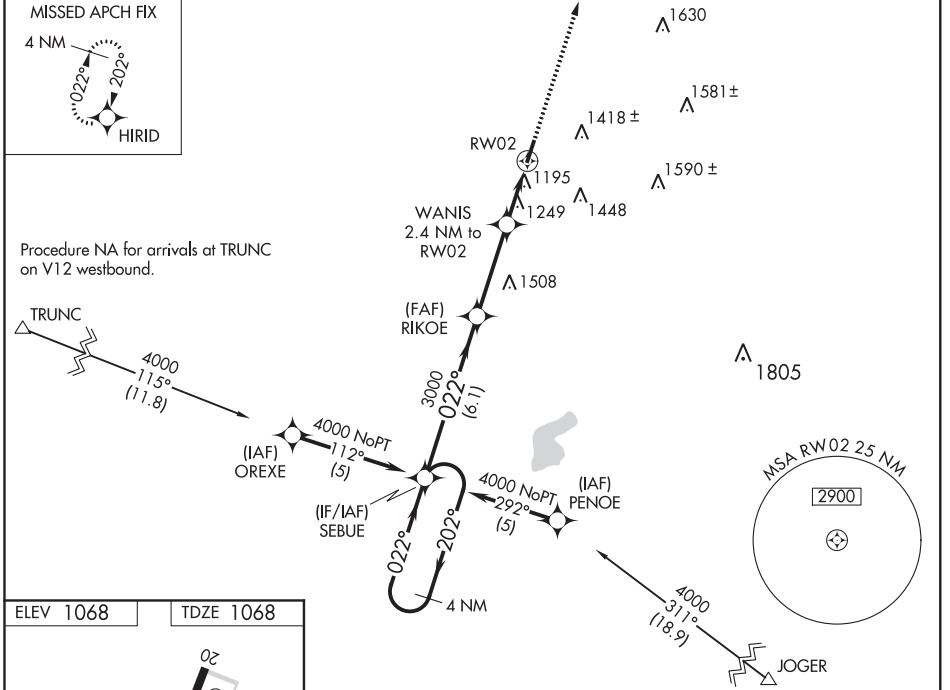 MISSED APCH FIX
4 NM
022°
202°
HIRID
1630
1581±
1418 ±
RW02
1195
1590 ±
1249
1448
WANIS
2.4 NM to
RW02
Procedure NA for arrivals at TRUNC
on V12 westbound.
1508
(FAF)
RIKOE
TRUNC
4000
115°
(11.8)
1805
3000
022°
(6.1)
4000 NoPT
112°
(5)
(IAF)
OREXE
(IF/IAF)
SEBUE
4000 NoPT
292°
(5)
(IAF)
PENOE
MSA RW02 25 NM
2900
022°
202°
4 NM
4000
311°
(18.9)
JOGER
ELEV 1068
TDZE 1068
20